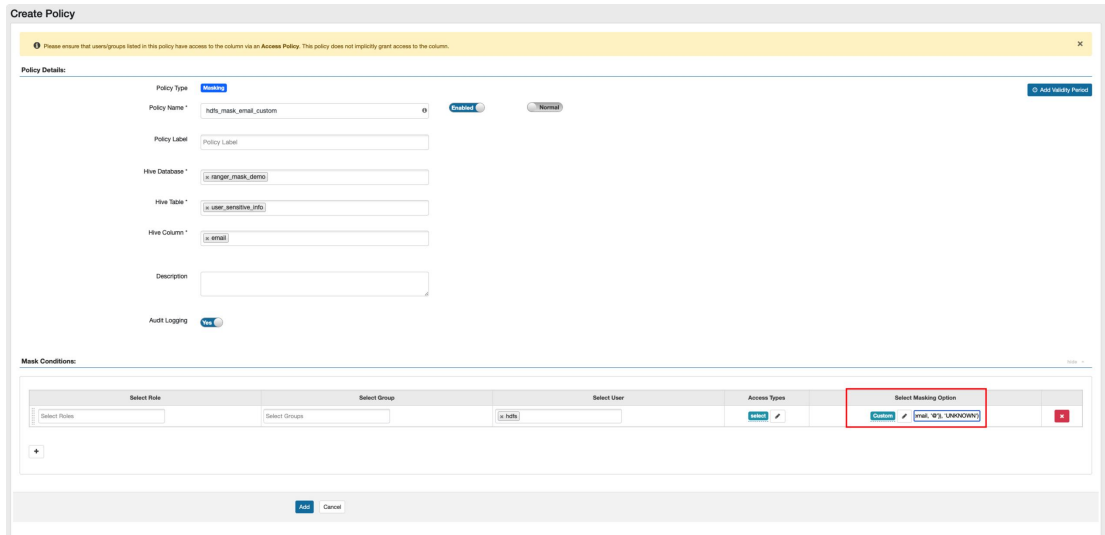 Create Policy
Please ensure that users/groups listed in this policy have access to the column via an Access Policy. This policy does not implicitly grant access to the column.
Policy Details:
Policy Type Masking
Add Validity Period
Policy Name * hdfs_mask_email_custom Enabled Normal
Policy Label Policy Label
Hive Database * × ranger_mask_demo
Hive Table * × user_sensitive_info
Hive Column * × email
Description
Audit Logging Yes
Mask Conditions:
hide
Select Role Select Group Select User Access Types Select Masking Option
Select Roles Select Groups × hdfs select Custom email, '@')), 'UNKNOWN')
+
Add Cancel